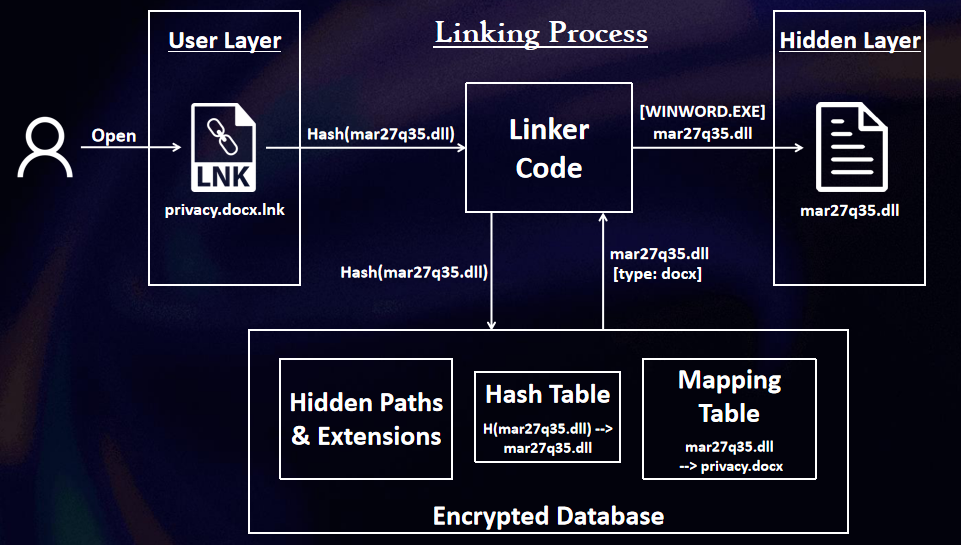 Linking Process
User Layer
Open
LNK
privacy.docx.lnk
Hash(mar27q35.dll)
Linker
Code
[WINWORD.EXE]
mar27q35.dll
Hidden Layer
mar27q35.dll
Hash(mar27q35.dll)
mar27q35.dll
[type: docx]
Hidden Paths
& Extensions
Hash Table
H(mar27q35.dll) -->
mar27q35.dll
Mapping
Table
mar27q35.dll
--> privacy.docx
Encrypted Database